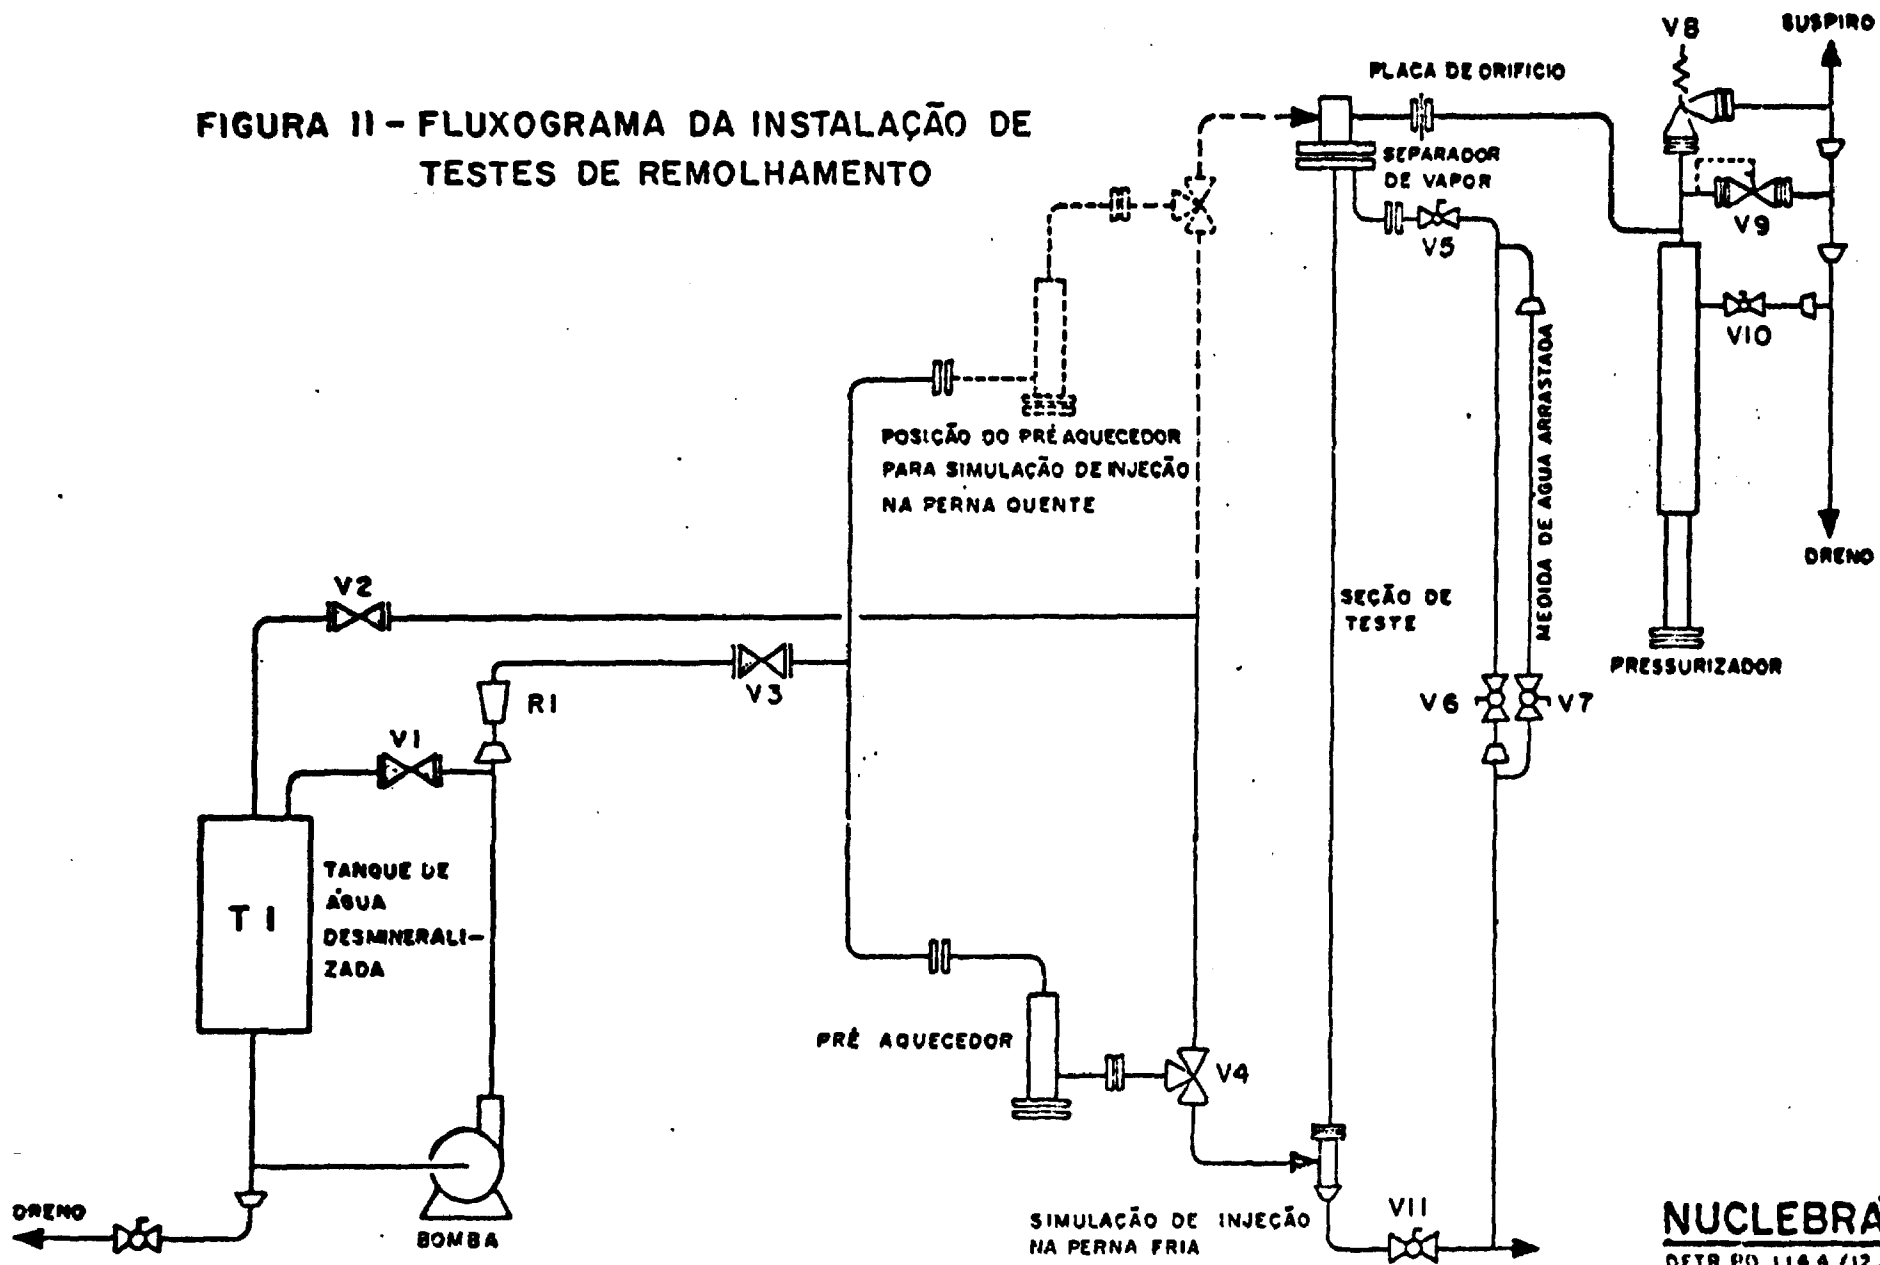 FIGURA 11 - FLUXOGRAMA DA INSTALAÇÃO DE
TESTES DE REMOLHAMENTO
V8
SUSPIRO
PLACA DE ORIFICIO
SEPARADOR
DE VAPOR
V5
V9
V10
MEDIDA DE ÁGUA ARRASTADA
DRENO
POSIÇÃO DO PRÉ AQUECEDOR
PARA SIMULAÇÃO DE INJEÇÃO
NA PERNA QUENTE
V2
SEÇÃO DE
TESTE
PRESSURIZADOR
V3
R1
V6
V7
V1
T1
TANQUE DE
ÁGUA
DESMINERALI-
ZADA
PRÉ AQUECEDOR
V4
DRENO
BOMBA
SIMULAÇÃO DE INJEÇÃO
NA PERNA FRIA
V11
NUCLEBRA